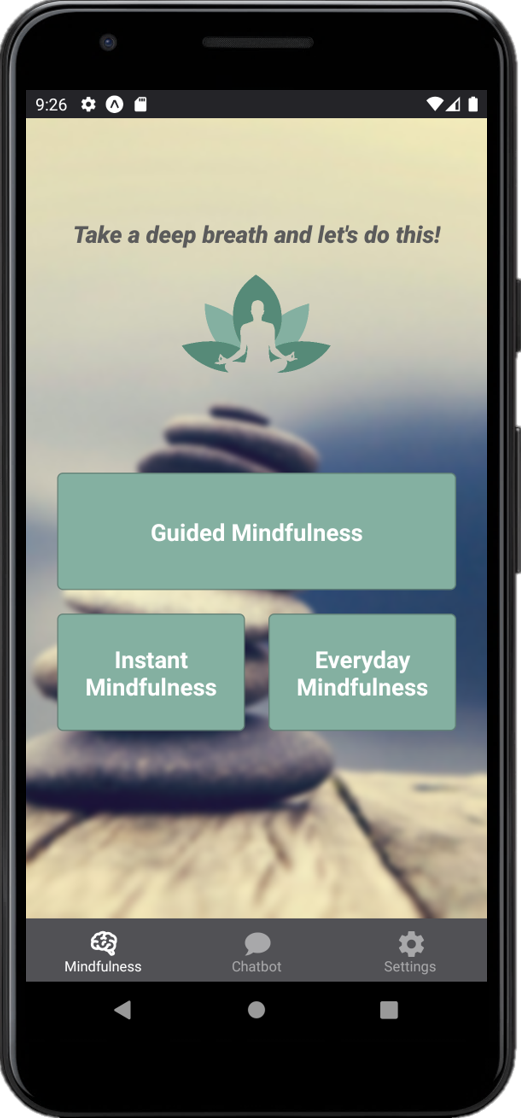 9:26
Take a deep breath and let's do this!
Guided Mindfulness
Instant
Mindfulness
Everyday
Mindfulness
Mindfulness
Chatbot
Settings